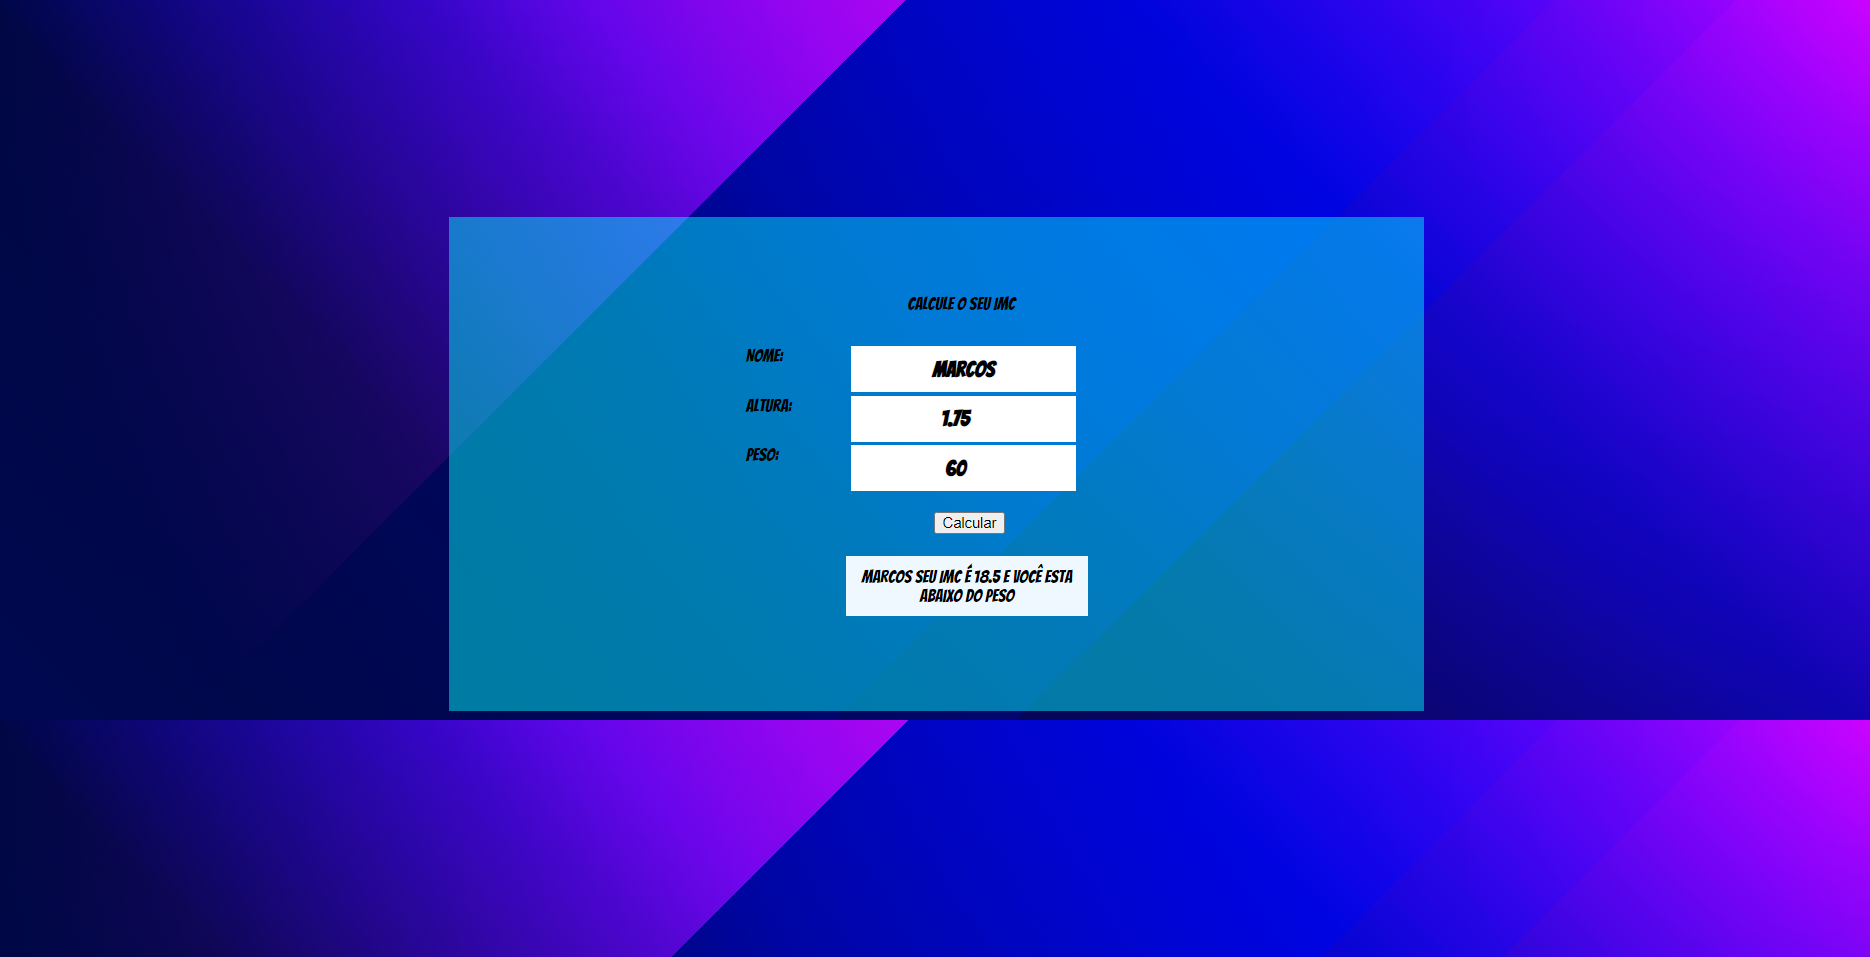 CALCULE O SEU IMC
NOME:
MARCOS
ALTURA:
1.75
PESO:
60
Calcular
MARCOS SEU IMC É 18.5 E VOCÊ ESTA
ABAIXO DO PESO